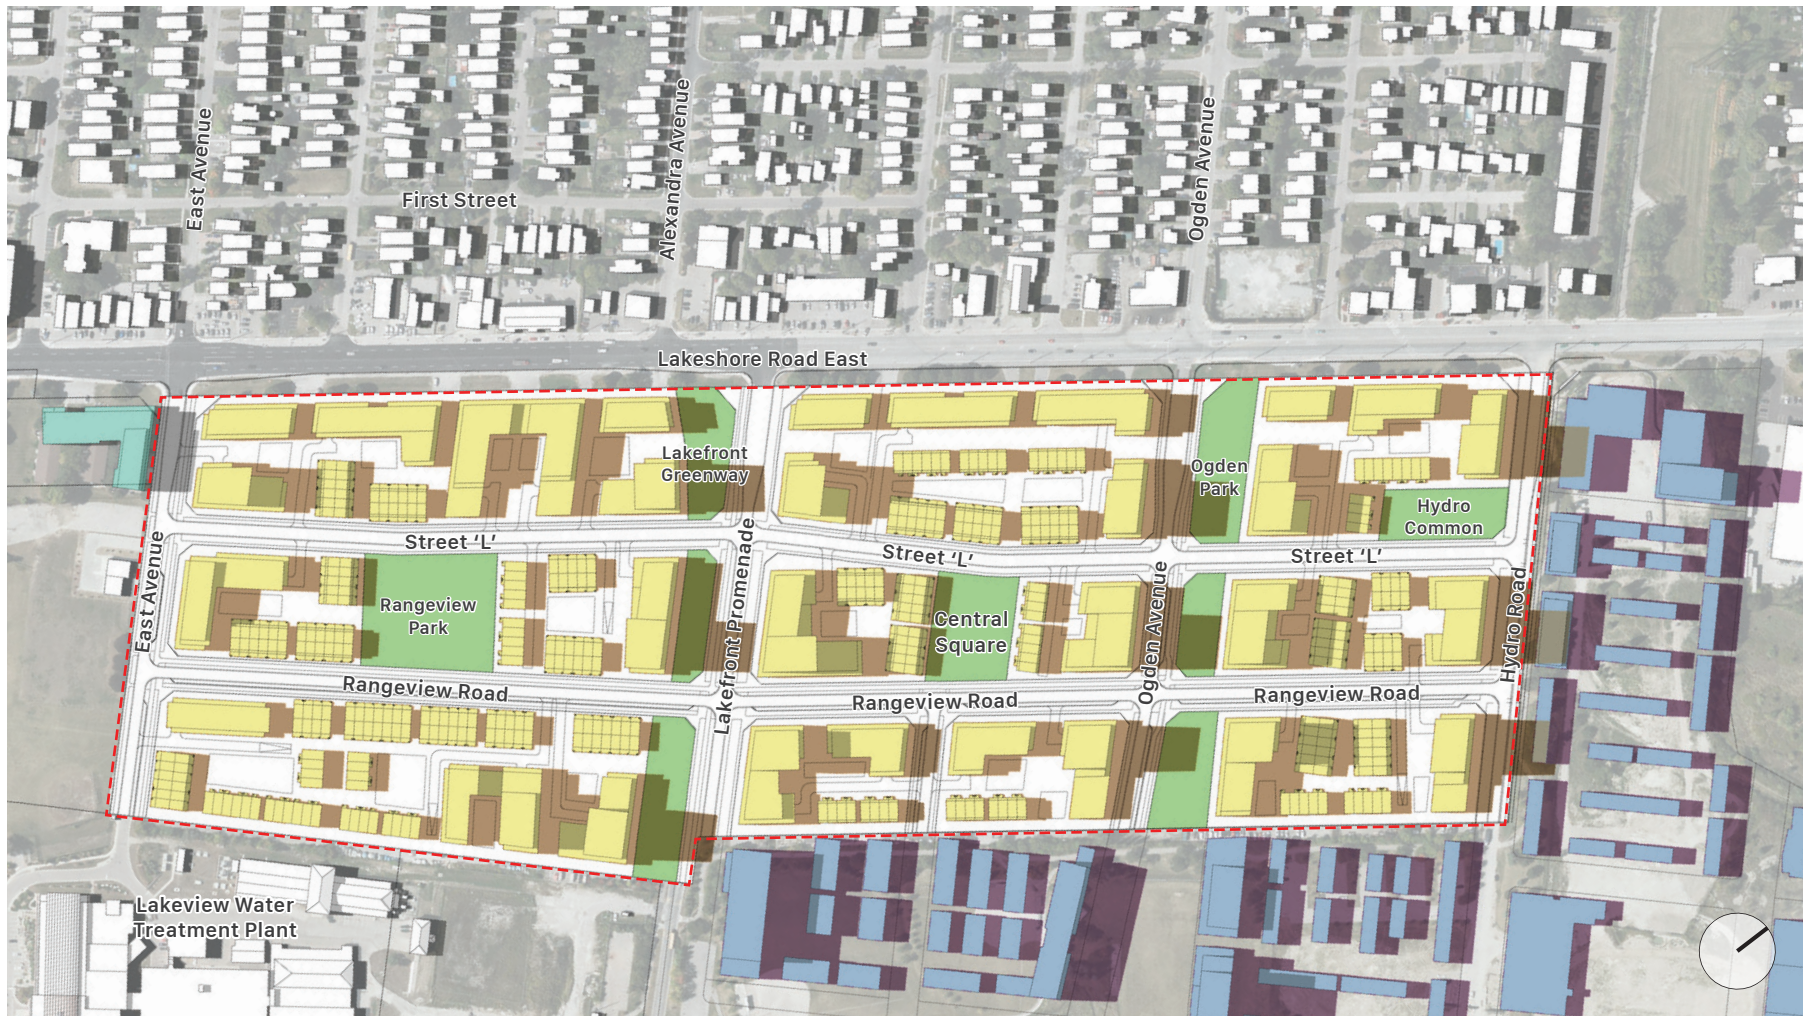 East Avenue
Alexandra Avenue
Ogden Avenue
First Street
Lakeshore Road East
Lakefront
Greenway
Ogden
Park
Hydro
Common
Street ‘L’
Street ‘L’
Street ‘L’
East Avenue
Rangeview
Park
Lakefront Promenade
Central
Square
Ogden Avenue
Hydro Road
Rangeview Road
Rangeview Road
Rangeview Road
Lakeview Water
Treatment Plant